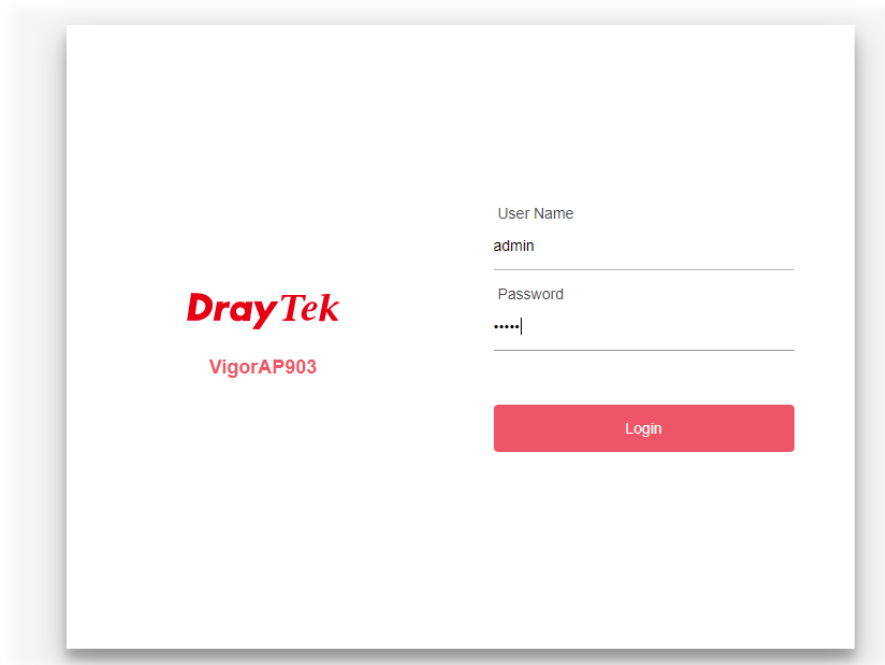 User Name
admin
Password
•••••
DrayTek
VigorAP903
Login